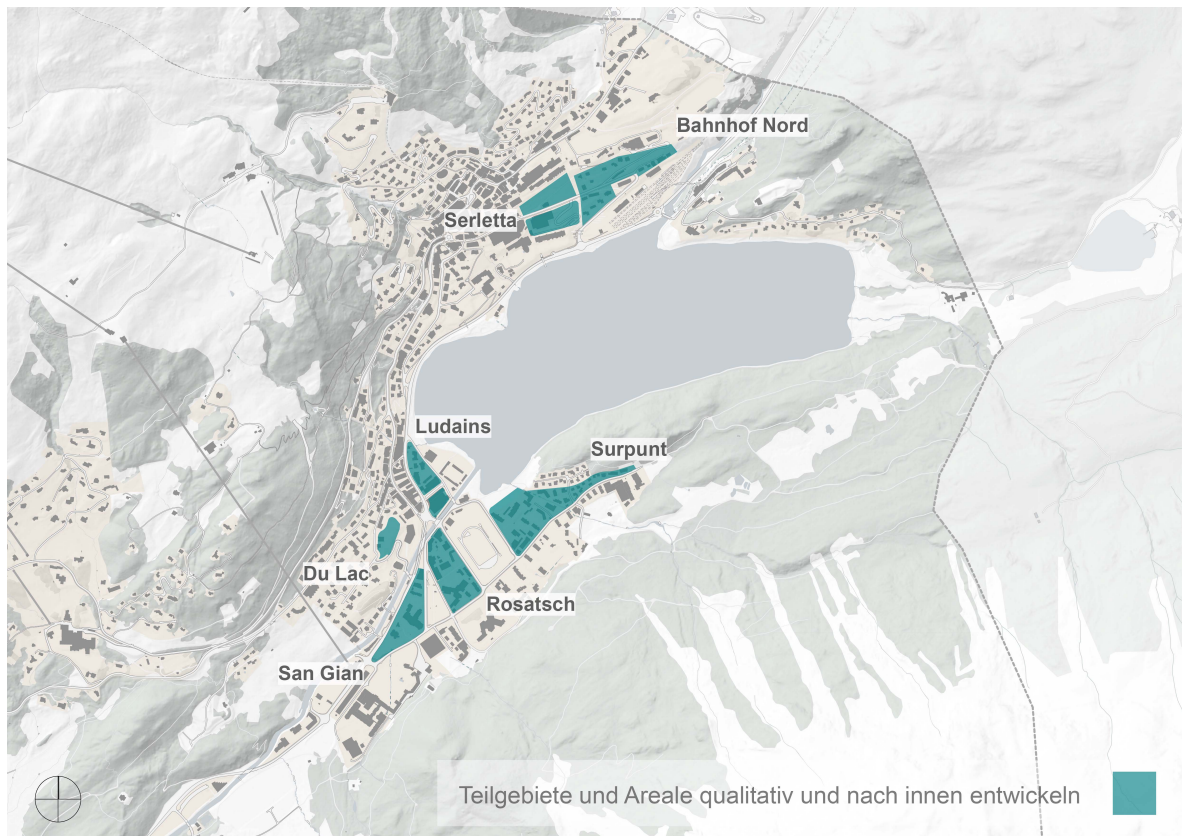 Bahnhof Nord
Serletta
Ludains
Surpunt
Du Lac
Rosatsch
San Gian
Teilgebiete und Areale qualitativ und nach innen entwickeln